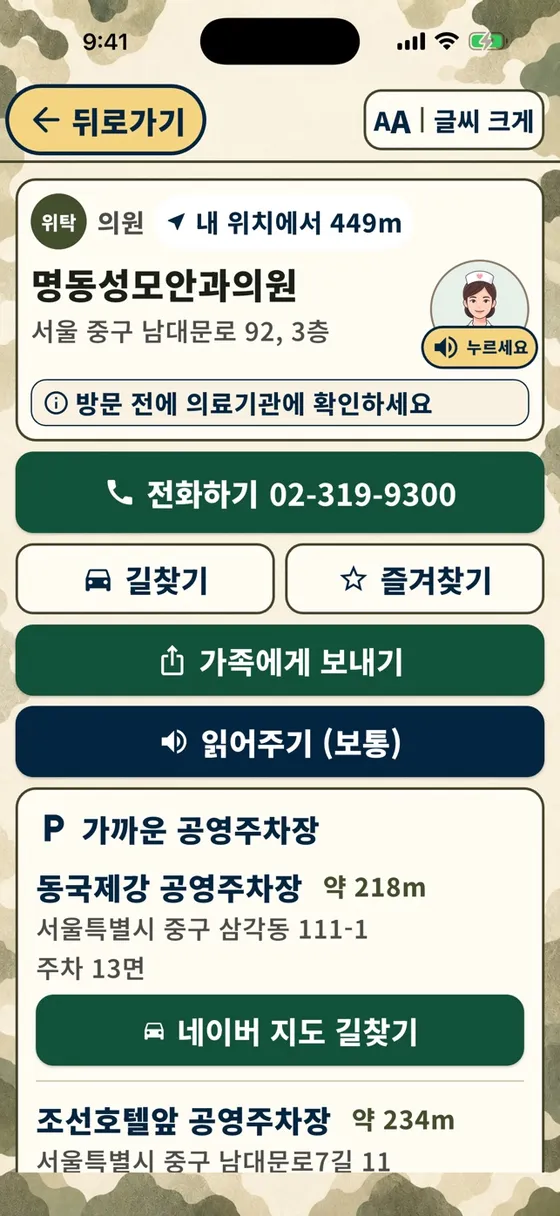 9:41
뒤로가기
AA | 글씨 크게
위탁 의원 내 위치에서 449m
명동성모안과의원
서울 중구 남대문로 92, 3층
누르세요
방문 전에 의료기관에 확인하세요
전화하기 02-319-9300
길찾기
즐겨찾기
가족에게 보내기
읽어주기 (보통)
P 가까운 공영주차장
동국제강 공영주차장 약 218m
서울특별시 중구 삼각동 111-1
주차 13면
네이버 지도 길찾기
조선호텔앞 공영주차장 약 234m
서울특별시 중구 남대문로7길 11